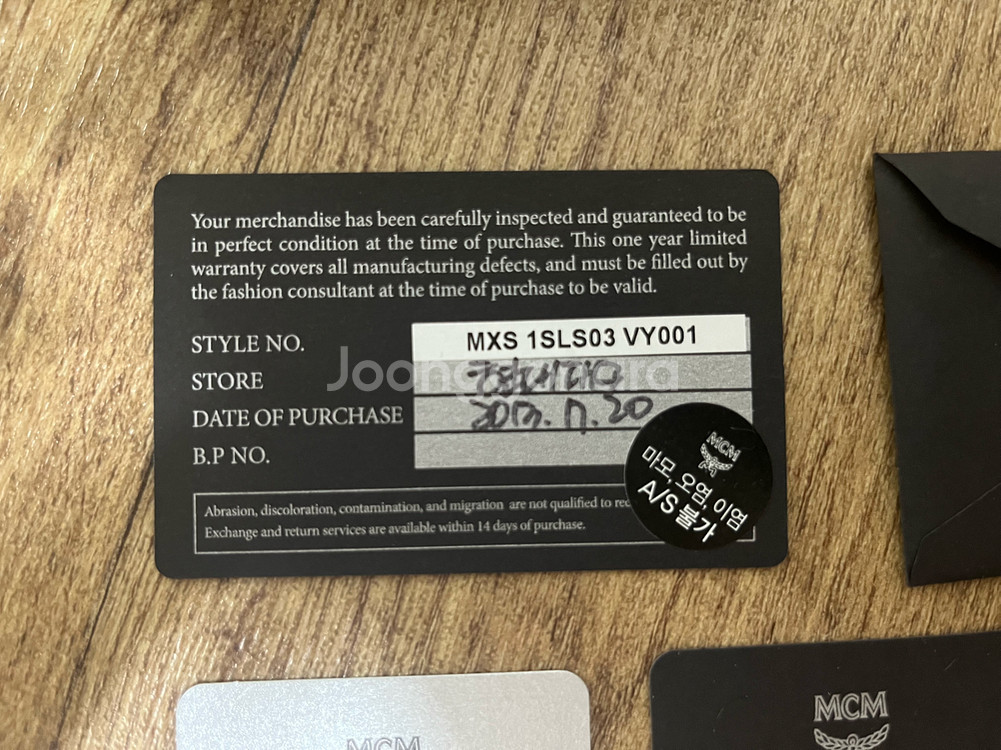 Your merchandise has been carefully inspected and guaranteed to be
in perfect condition at the time of purchase. This one year limited
warranty covers all manufacturing defects, and must be filled out by
the fashion consultant at the time of purchase to be valid.
STYLE NO. MXS 1SLS03 VY001
STORE
DATE OF PURCHASE 2017. 7. 20
B.P NO.
Abrasion, discoloration, contamination, and migration are not qualified to
Exchange and return services are available within 14 days of purchase.
MCM
마모, 오염, 이염
A/S 불가
MCM
MCM